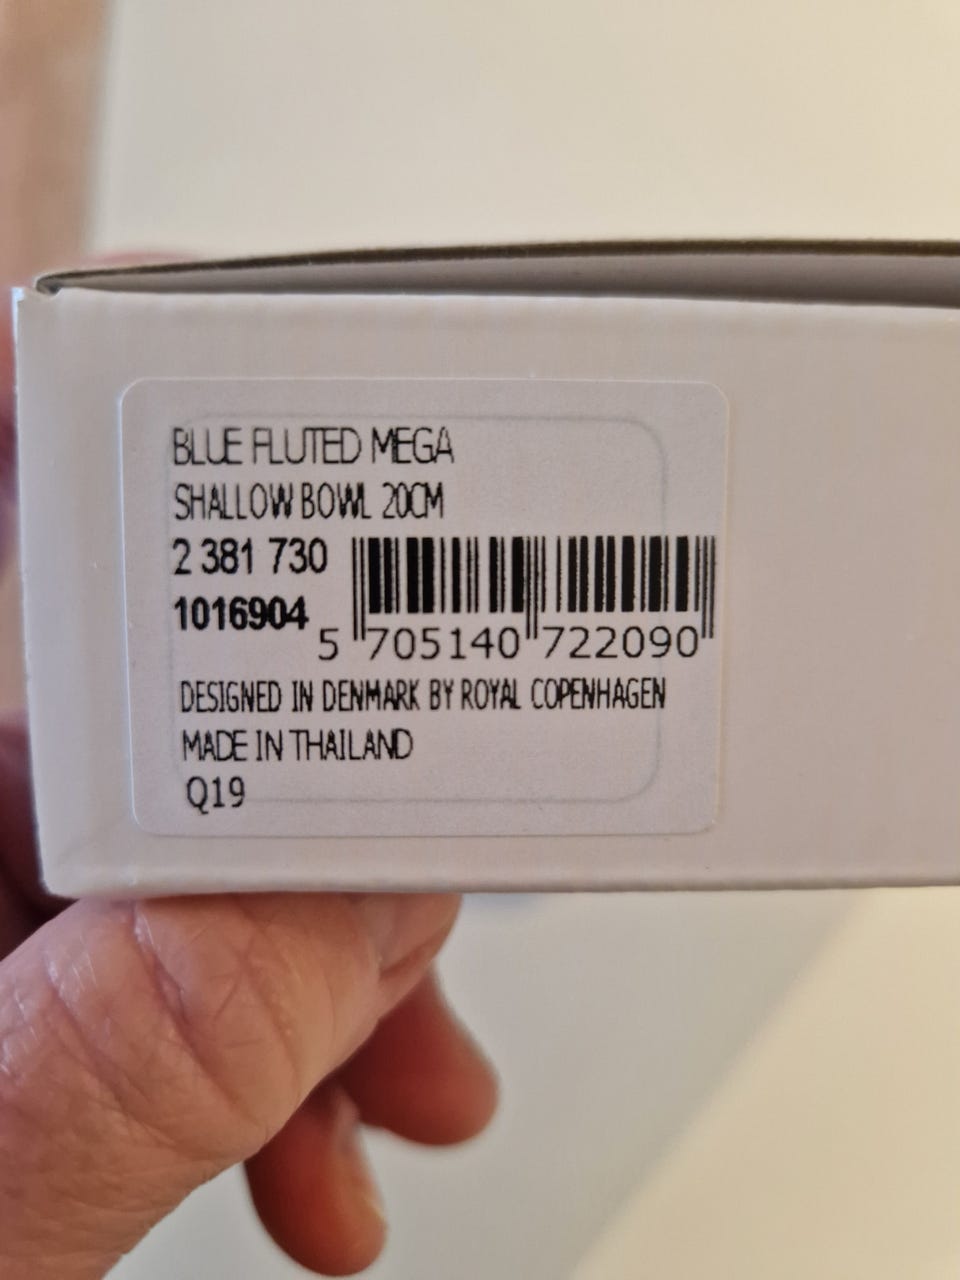 BLUE FLUTED MEGA
SHALLOW BOWL 20CM
2 381 730
1016904
5 705140 722090
DESIGNED IN DENMARK BY ROYAL COPENHAGEN
MADE IN THAILAND
Q19